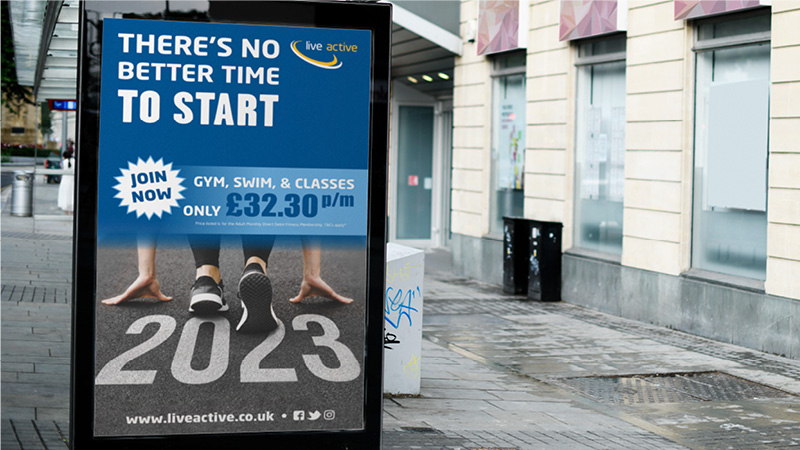 THERE'S NO
BETTER TIME
TO START
live active
JOIN
NOW
GYM, SWIM, & CLASSES
ONLY £32.30 p/m
2023
www.liveactive.co.uk •